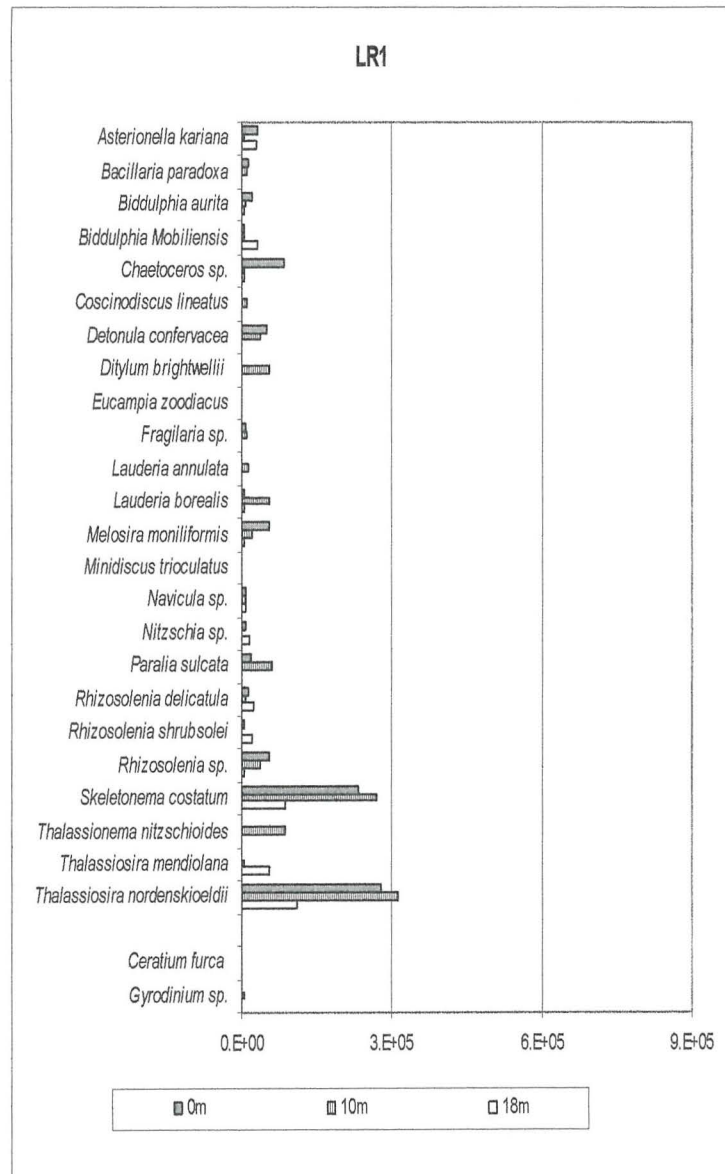 LR1
Asterionella kariana
Bacillaria paradoxa
Biddulphia aurita
Biddulphia Mobiliensis
Chaetoceros sp.
Coscinodiscus lineatus
Detonula confervacea
Ditylum brightwellii
Eucampia zoodiacus
Fragilaria sp.
Lauderia annulata
Lauderia borealis
Melosira moniliformis
Minidiscus trioculatus
Navicula sp.
Nitzschia sp.
Paralia sulcata
Rhizosolenia delicatula
Rhizosolenia shrubsolei
Rhizosolenia sp.
Skeletonema costatum
Thalassionema nitzschioides
Thalassiosira mendiolana
Thalassiosira nordenskioeldii
Ceratium furca
Gyrodinium sp.
0.E+00 3.E+05 6.E+05 9.E+05
0m 10m 18m